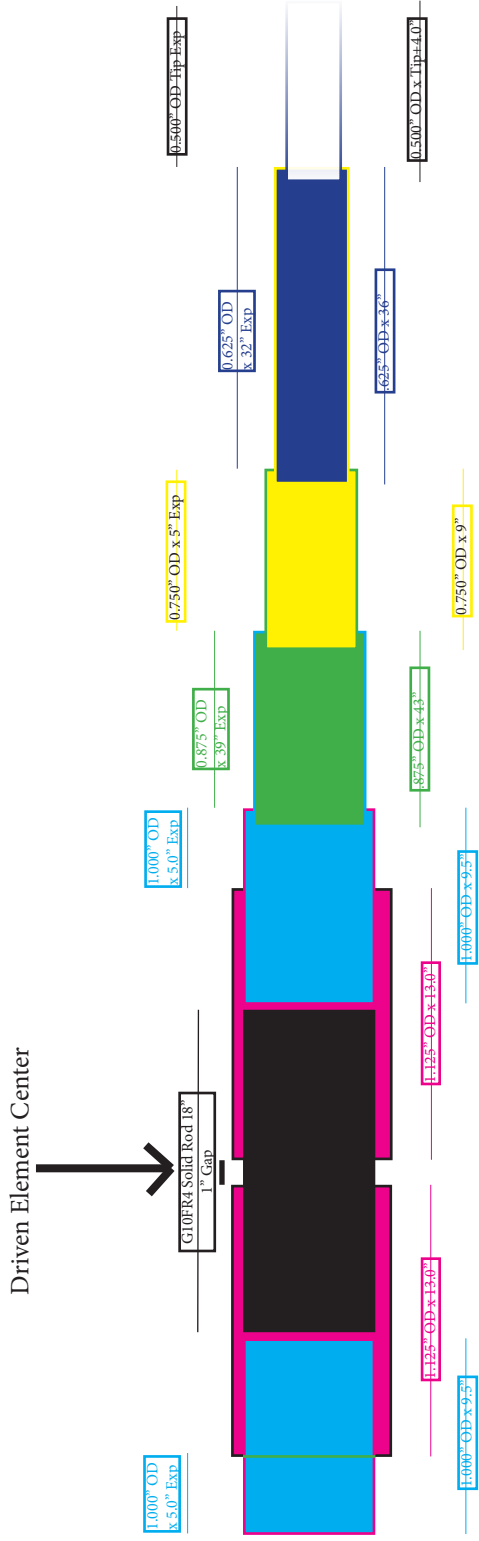 Driven Element Center
G10FR4 Solid Rod 18”
1” Gap
1.000” OD
x 5.0” Exp
1.000” OD
x 5.0” Exp
0.875” OD
x 39” Exp
0.750” OD x 5” Exp
0.625” OD
x 32” Exp
0.500” OD Tip Exp
1.000” OD x 9.5”
1.125” OD x 13.0”
1.125” OD x 13.0”
1.000” OD x 9.5”
.875” OD x 43”
0.750” OD x 9”
.625” OD x 36”
0.500” OD x Tip+4.0”